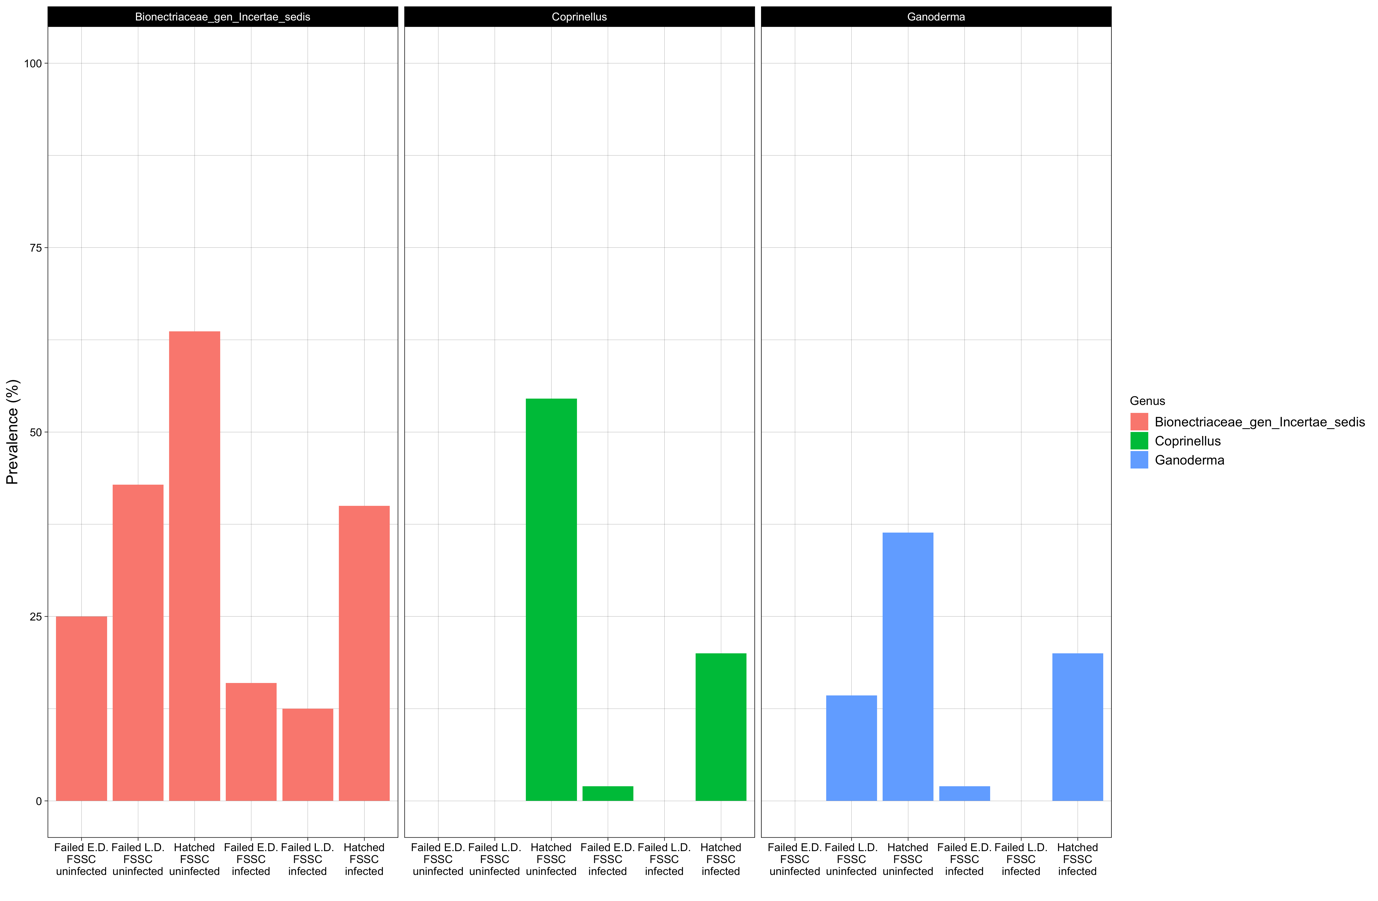 Bionectriaceae_gen_Incertae_sedis
Coprinellus
Ganoderma
Prevalence (%)
100
75
50
25
0
Failed E.D. FSSC uninfected
Failed L.D. FSSC uninfected
Hatched FSSC uninfected
Failed E.D. FSSC infected
Failed L.D. FSSC infected
Hatched FSSC infected
Failed E.D. FSSC uninfected
Failed L.D. FSSC uninfected
Hatched FSSC uninfected
Failed E.D. FSSC infected
Failed L.D. FSSC infected
Hatched FSSC infected
Failed E.D. FSSC uninfected
Failed L.D. FSSC uninfected
Hatched FSSC uninfected
Failed E.D. FSSC infected
Failed L.D. FSSC infected
Hatched FSSC infected
Genus
Bionectriaceae_gen_Incertae_sedis
Coprinellus
Ganoderma